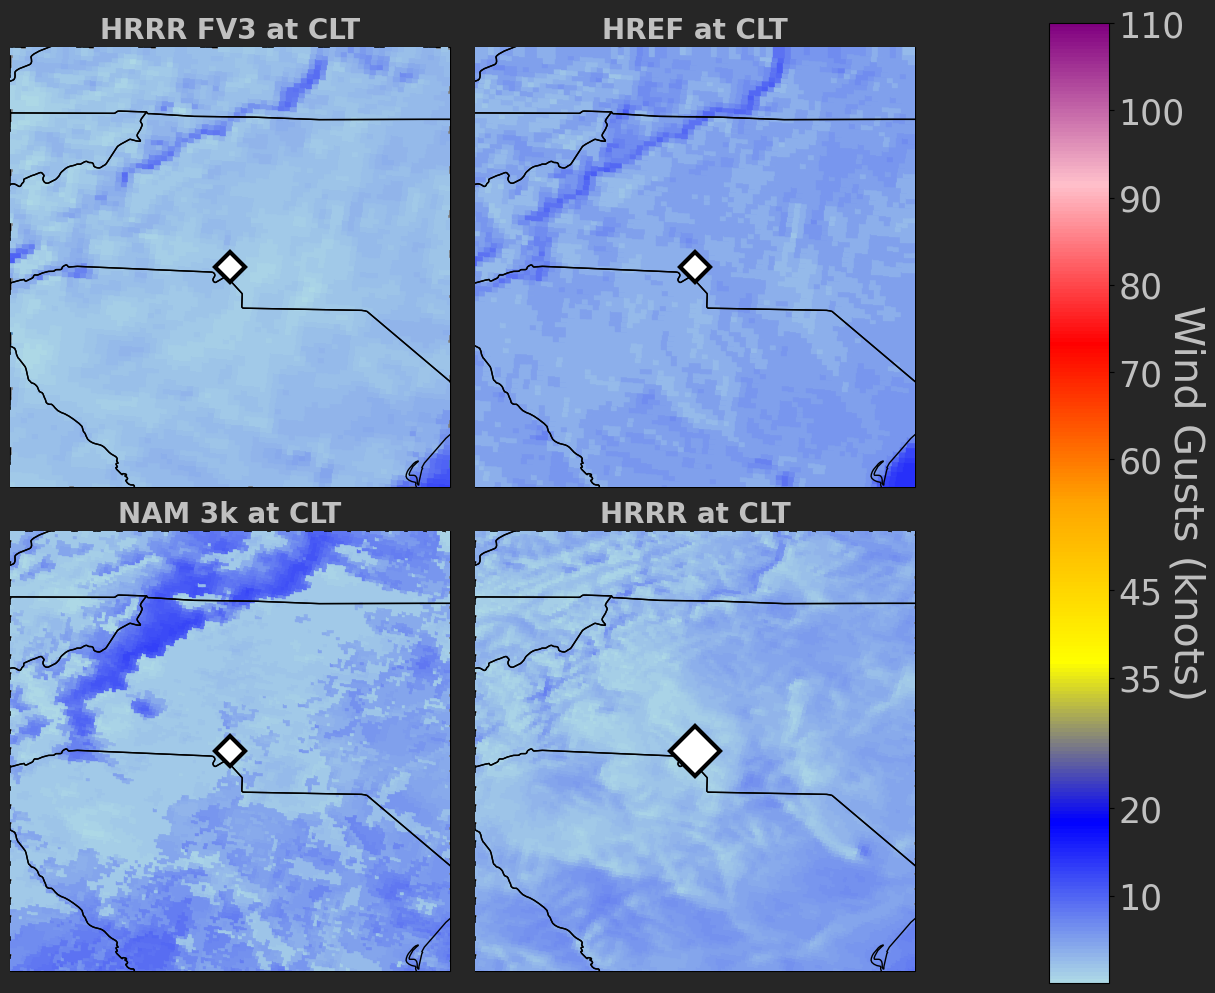 HRRR FV3 at CLT
HREF at CLT
NAM 3k at CLT
HRRR at CLT
110
100
90
80
70
60
45
35
20
10
Wind Gusts (knots)